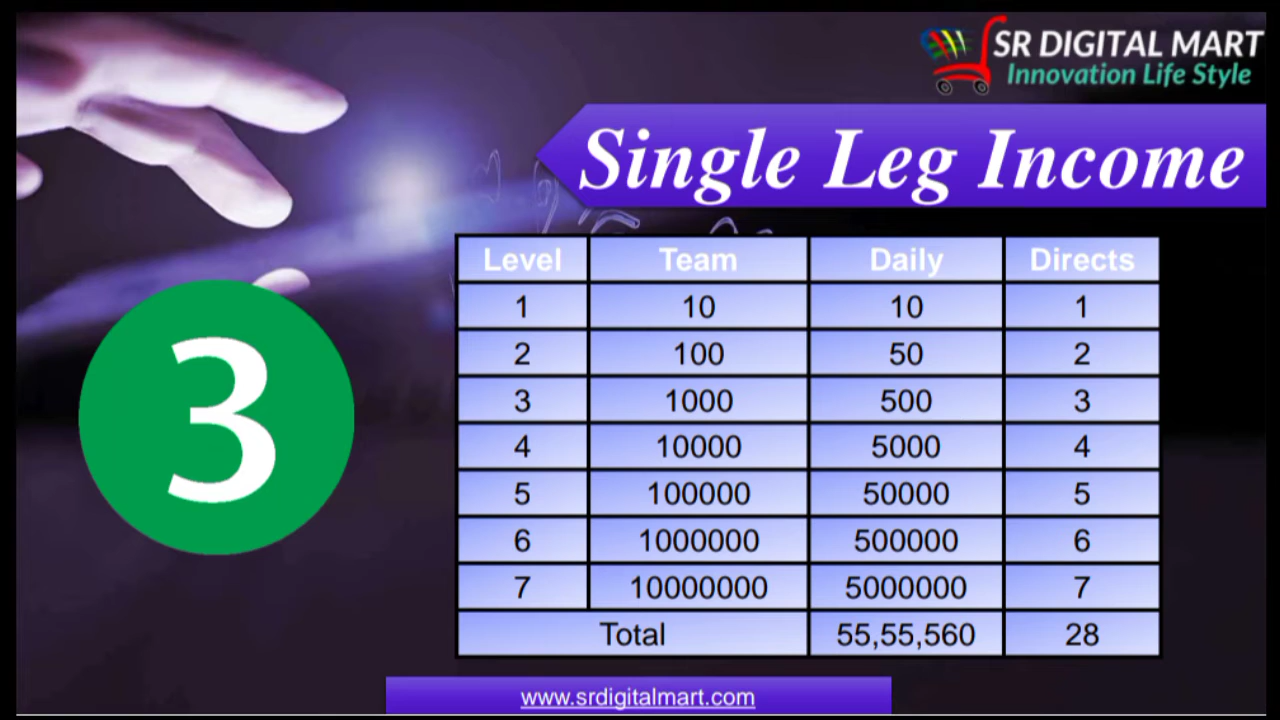 SR DIGITAL MART
Innovation Life Style
Single Leg Income
Level Team Daily Directs
1 10 10 1
2 100 50 2
3 1000 500 3
4 10000 5000 4
5 100000 50000 5
6 1000000 500000 6
7 10000000 5000000 7
Total 55,55,560 28
3
www.srdigitalmart.com